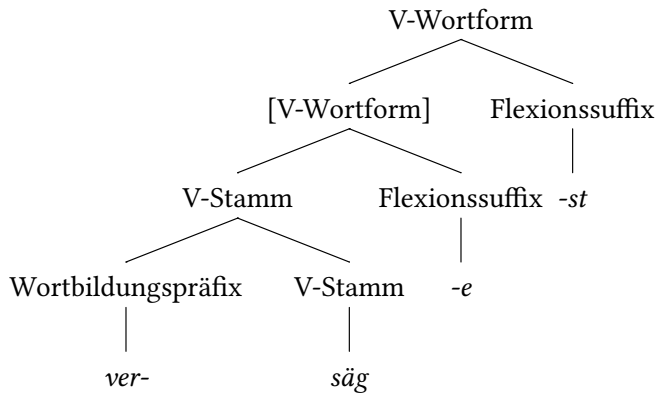 V-Wortform
[V-Wortform] Flexionssuffix
V-Stamm Flexionssuffix -st
Wortbildungspräfix V-Stamm -e
ver- säg